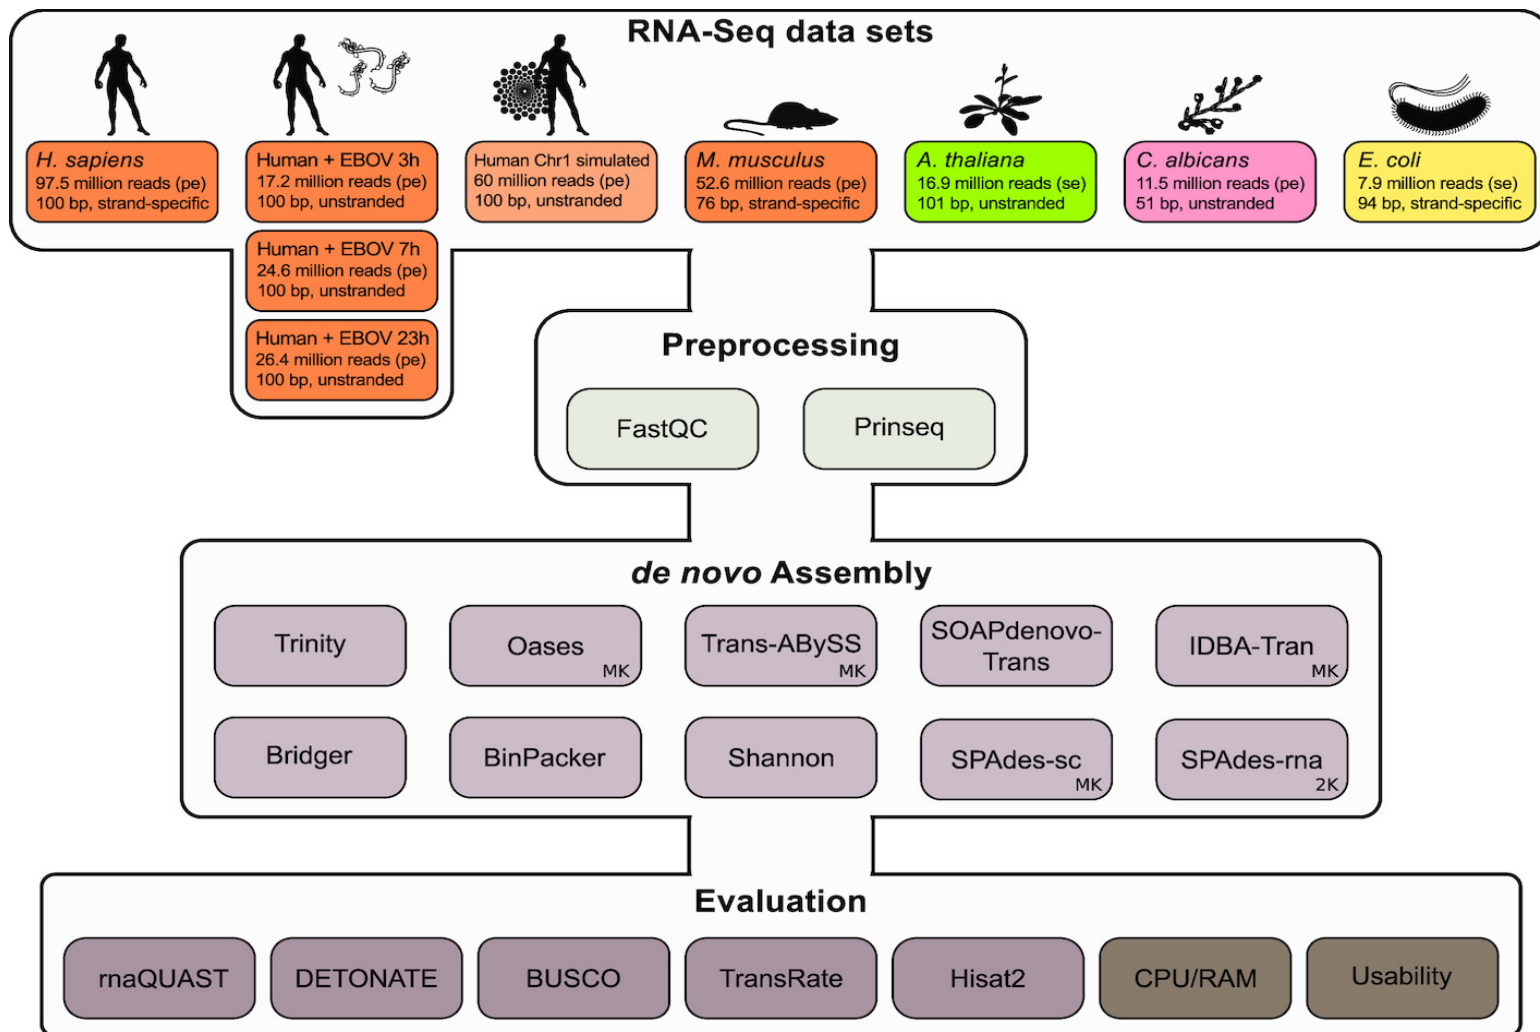 RNA-Seq data sets
H. sapiens
97.5 million reads (pe)
100 bp, strand-specific
Human + EBOV 3h
17.2 million reads (pe)
100 bp, unstranded
Human + EBOV 7h
24.6 million reads (pe)
100 bp, unstranded
Human + EBOV 23h
26.4 million reads (pe)
100 bp, unstranded
Human Chr1 simulated
60 million reads (pe)
100 bp, unstranded
M. musculus
52.6 million reads (pe)
76 bp, strand-specific
A. thaliana
16.9 million reads (se)
101 bp, unstranded
C. albicans
11.5 million reads (pe)
51 bp, unstranded
E. coli
7.9 million reads (se)
94 bp, strand-specific
Preprocessing
FastQC
Prinseq
de novo Assembly
Trinity
Oases
MK
Trans-ABySS
MK
SOAPdenovo-
Trans
IDBA-Tran
MK
Bridger
BinPacker
Shannon
SPAdes-sc
MK
SPAdes-rna
2K
Evaluation
rnaQUAST
DETONATE
BUSCO
TransRate
Hisat2
CPU/RAM
Usability